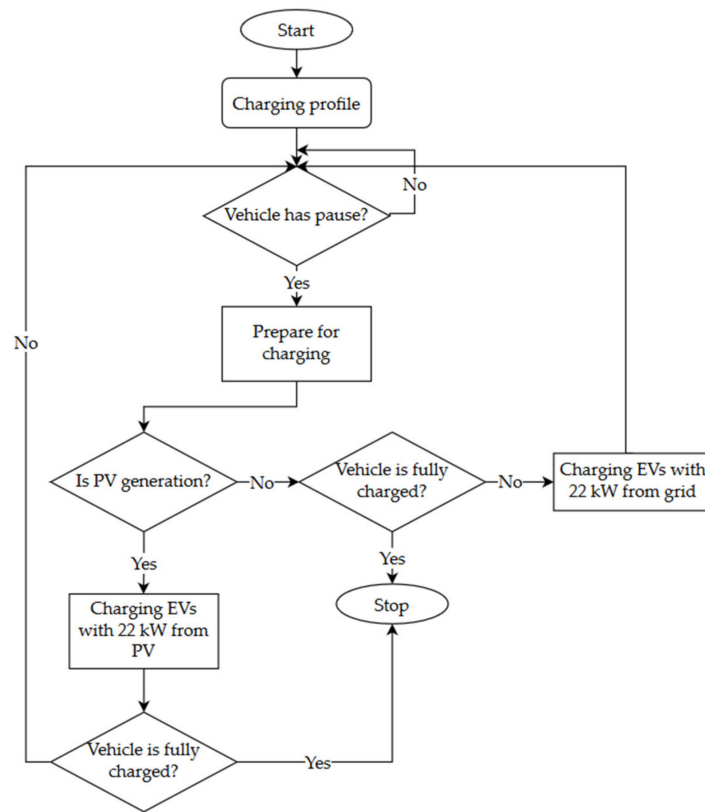 Start
Charging profile
No
Vehicle has pause?
Yes
Prepare for
charging
No
Is PV generation?
No
Vehicle is fully
charged?
No
Charging EVs with
22 kW from grid
Yes
Yes
Charging EVs
with 22 kW from
PV
Stop
Vehicle is fully
charged?
Yes